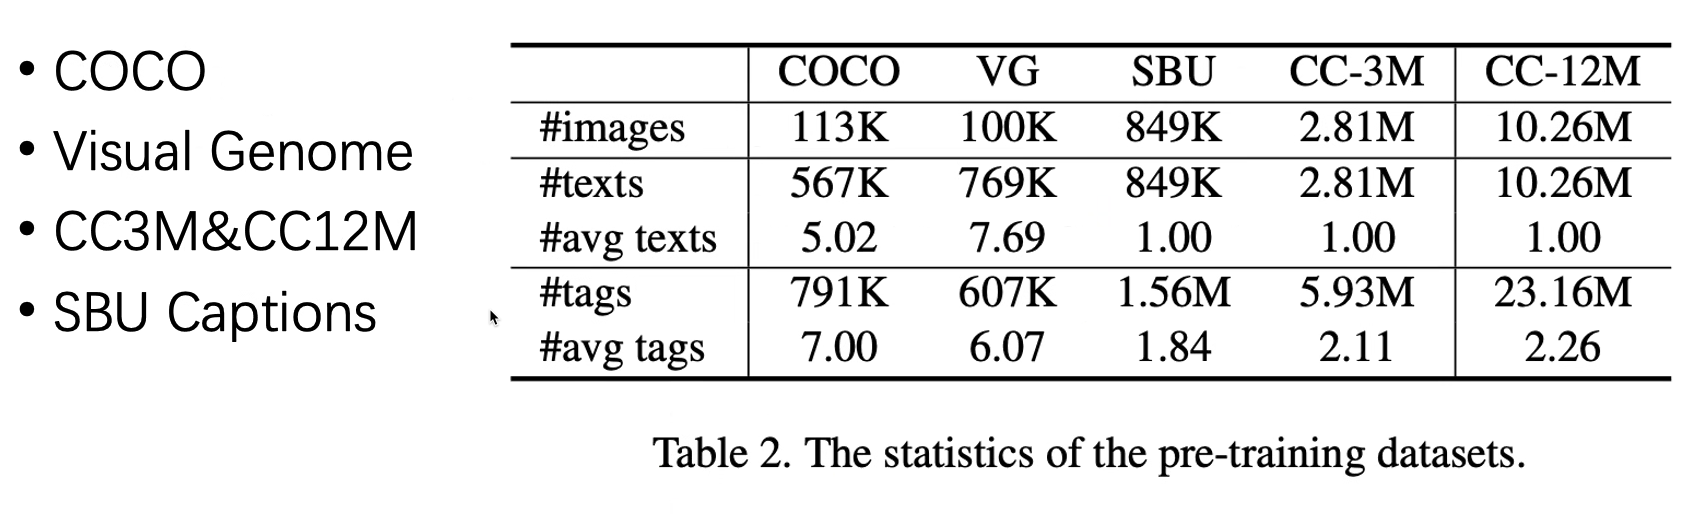 • COCO
• Visual Genome
• CC3M&CC12M
• SBU Captions
COCO VG SBU CC-3M CC-12M
#images 113K 100K 849K 2.81M 10.26M
#texts 567K 769K 849K 2.81M 10.26M
#avg texts 5.02 7.69 1.00 1.00 1.00
#tags 791K 607K 1.56M 5.93M 23.16M
#avg tags 7.00 6.07 1.84 2.11 2.26
Table 2. The statistics of the pre-training datasets.